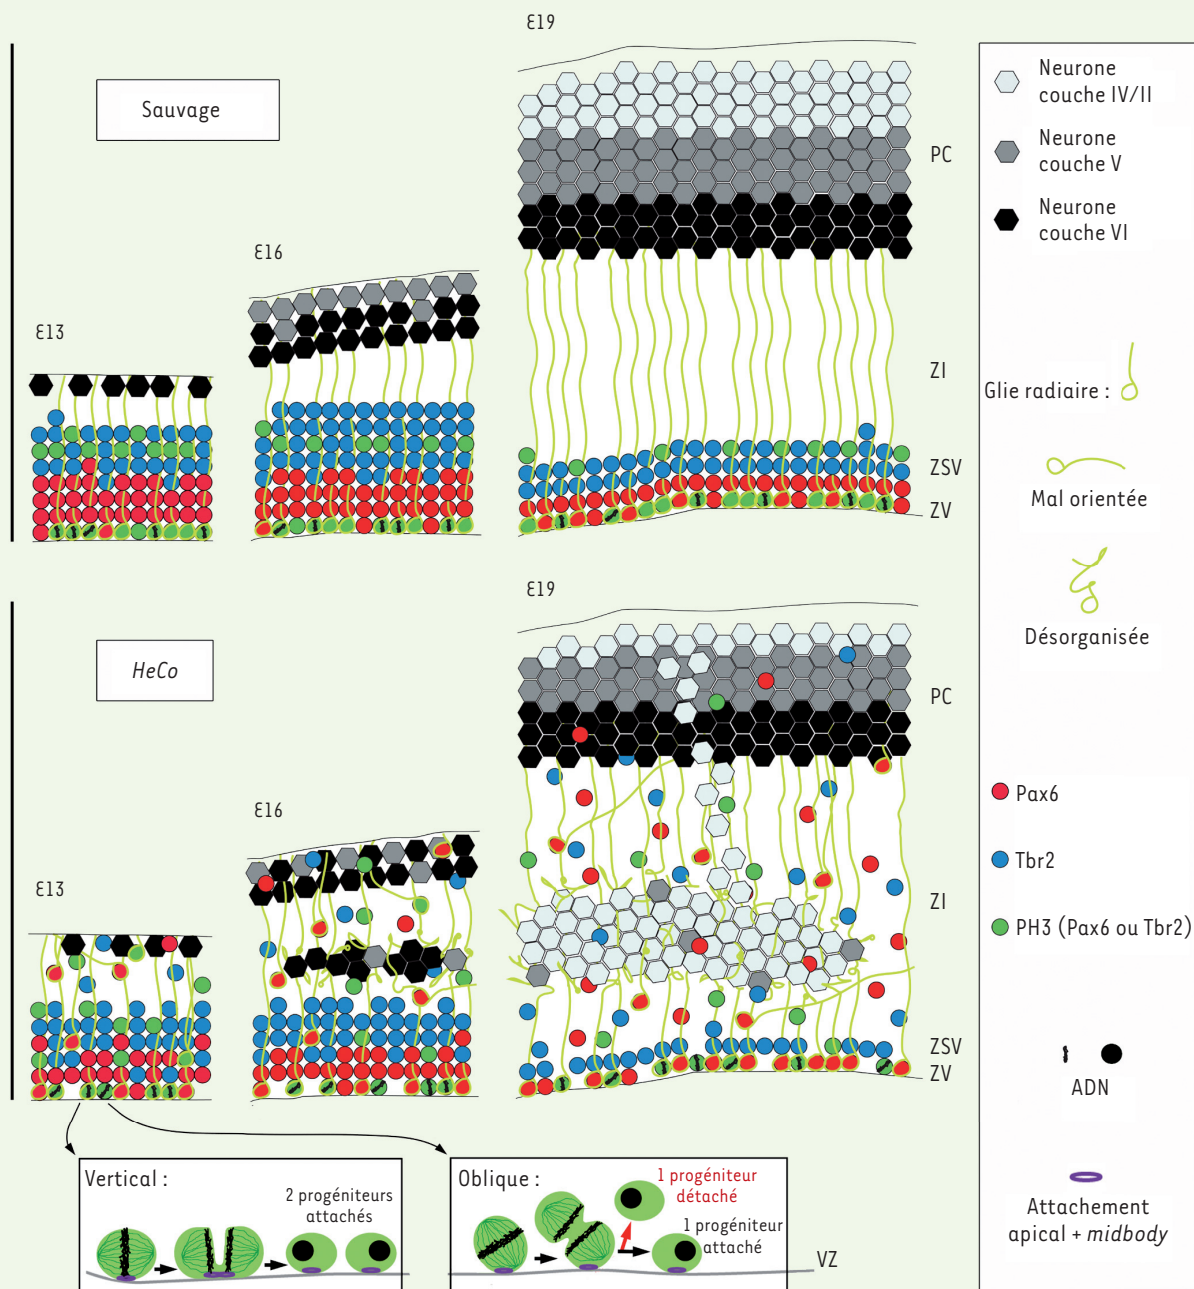 Sauvage
E13
E16
E19
PC
ZI
ZSV
ZV
HeCo
E13
E16
E19
PC
ZI
ZSV
ZV
Vertical :
2 progéniteurs
attachés
Oblique :
1 progéniteur
détaché
1 progéniteur
attaché
VZ
Neurone
couche IV/II
Neurone
couche V
Neurone
couche VI
Glie radiaire :
Mal orientée
Désorganisée
Pax6
Tbr2
PH3 (Pax6 ou Tbr2)
ADN
Attachement
apical + midbody